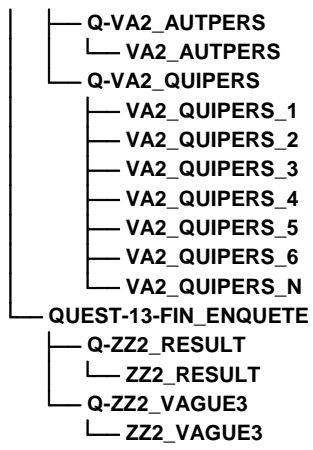 Q-VA2_AUTPERS
VA2_AUTPERS
Q-VA2_QUIPERS
VA2_QUIPERS_1
VA2_QUIPERS_2
VA2_QUIPERS_3
VA2_QUIPERS_4
VA2_QUIPERS_5
VA2_QUIPERS_6
VA2_QUIPERS_N
QUEST-13-FIN_ENQUETE
Q-ZZ2_RESULT
ZZ2_RESULT
Q-ZZ2_VAGUE3
ZZ2_VAGUE3